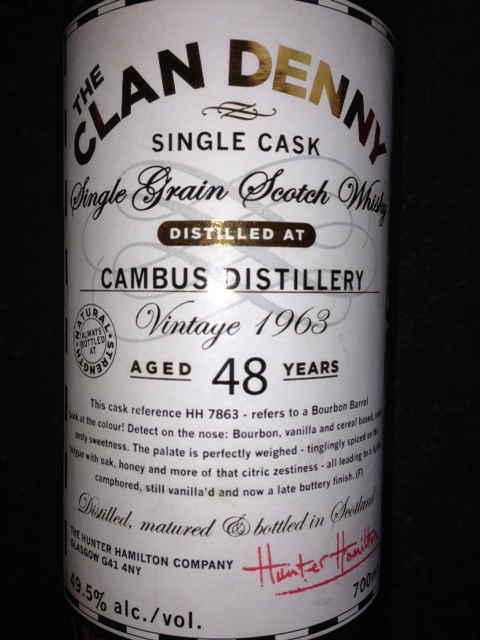 THE
CLAN DENNY
SINGLE CASK
Single Grain Scotch Whisky
DISTILLED AT
CAMBUS DISTILLERY
Vintage 1963
NATURAL STRENGTH
ALWAYS
BOTTLED
AT
AGED 48 YEARS
This cask reference HH 7863 - refers to a Bourbon Barrel
Look at the colour! Detect on the nose: Bourbon, vanilla and cereal based,
zesty sweetness. The palate is perfectly weighed - tinglingly spiced on the
tongue with oak, honey and more of that citric zestiness - all leading to a
camphored, still vanilla'd and now a late buttery finish. (F)
Distilled, matured & bottled in Scotland
THE HUNTER HAMILTON COMPANY
GLASGOW G41 4NY
Hunter Hamilton
49.5% alc./vol.
700ml